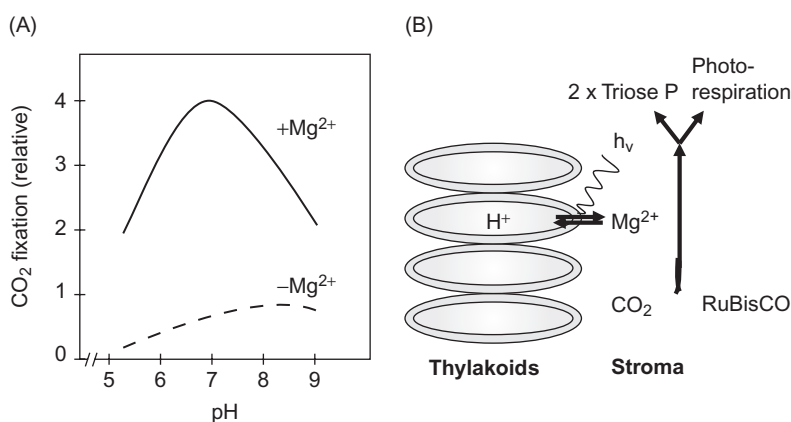 (A)
CO₂ fixation (relative)
4
3
2
1
0
+Mg²⁺
−Mg²⁺
5 6 7 8 9
pH
(B)
Photo-
respiration
2 x Triose P
hᵥ
H⁺
Mg²⁺
CO₂
RuBisCO
Thylakoids
Stroma